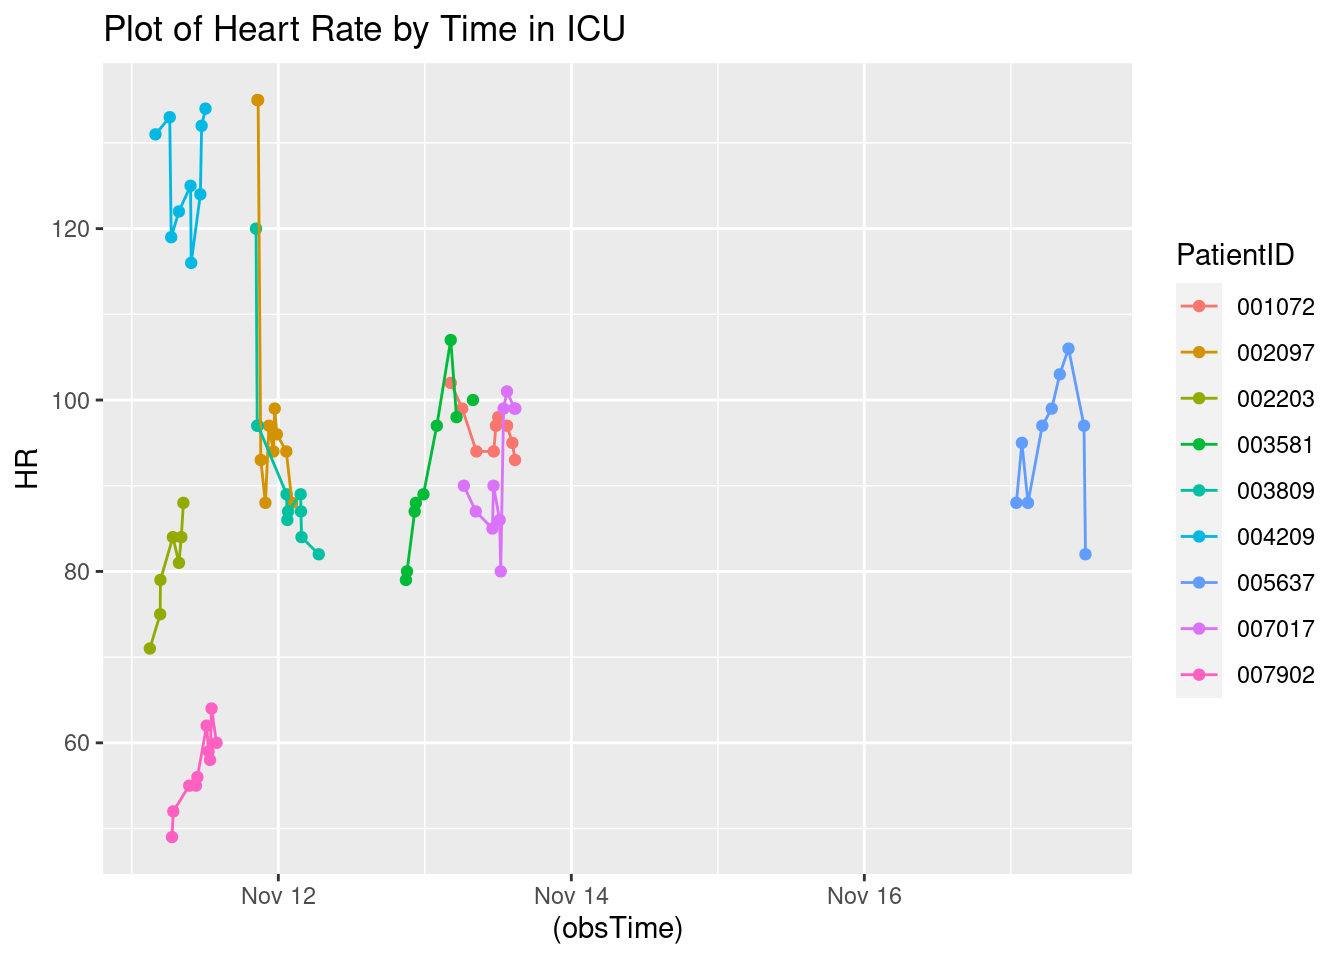 Plot of Heart Rate by Time in ICU
HR
120
100
80
60
Nov 12
Nov 14
Nov 16
(obsTime)
PatientID
001072
002097
002203
003581
003809
004209
005637
007017
007902